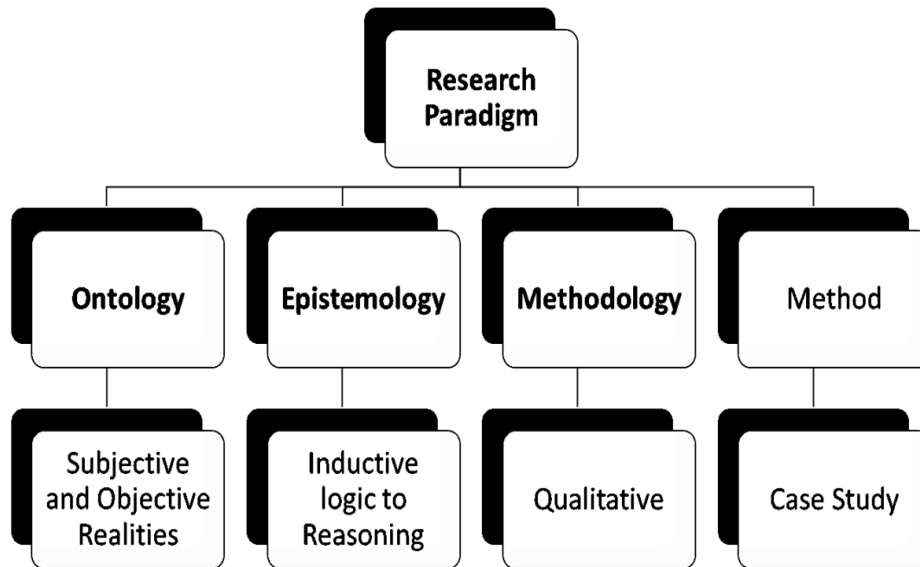 Research
Paradigm
Ontology
Epistemology
Methodology
Method
Subjective
and Objective
Realities
Inductive
logic to
Reasoning
Qualitative
Case Study